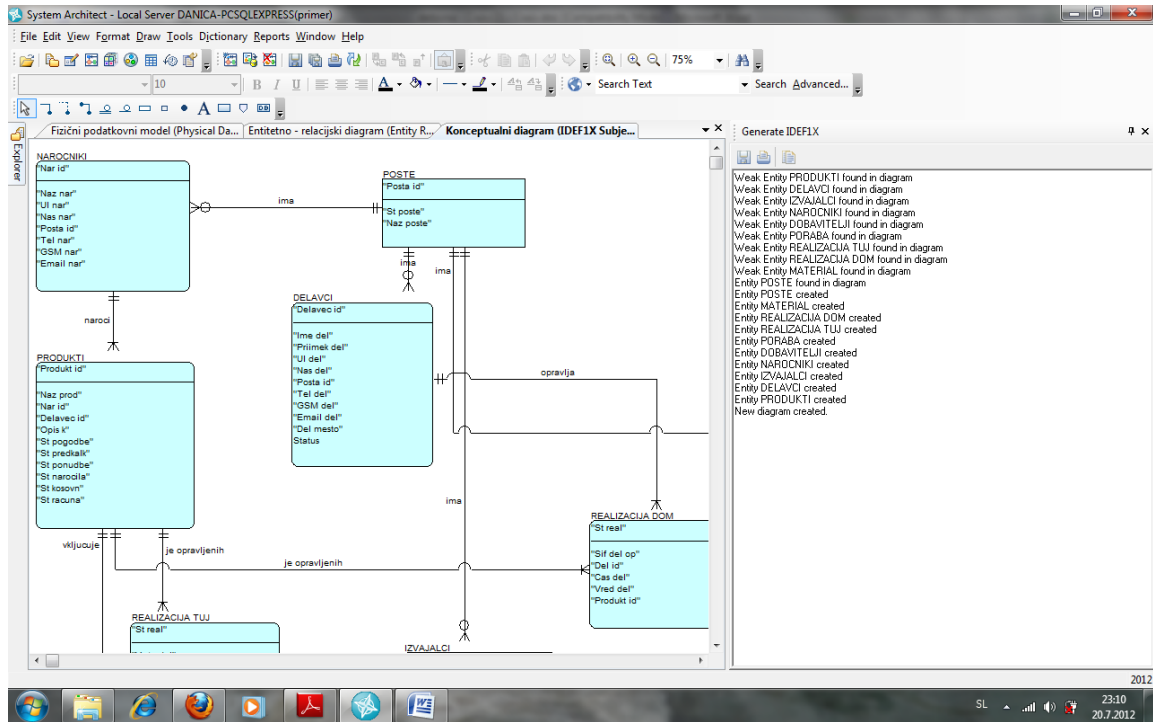 System Architect - Local Server DANICA-PCSQLEXPRESS(primer)
File Edit View Format Draw Tools Dictionary Reports Window Help
75%
10
B I U
A
Search Text
Search Advanced...
A
Explorer
Fizični podatkovni model (Physical Da...
Entitetno - relacijski diagram (Entity R...
Konceptualni diagram (IDEF1X Subje...
NAROCNIKI
"Nar id"
"Naz nar"
"Ul nar"
"Nas nar"
"Posta id"
"Tel nar"
"GSM nar"
"Email nar"
ima
POSTE
"Posta id"
"St poste"
"Naz poste"
ima
ima
naroci
DELAVCI
"Delavec id"
"Ime del"
"Priimek del"
"Ul del"
"Nas del"
"Posta id"
"Tel del"
"GSM del"
"Email del"
"Del mesto"
Status
opravlja
PRODUKTI
"Produkt id"
"Naz prod"
"Nar id"
"Delavec id"
"Opis k"
"St pogodbe"
"St predkalk"
"St ponudbe"
"St narocila"
"St kosovn"
"St racuna"
ima
REALIZACIJA DOM
"St real"
"Sif del op"
"Del id"
"Cas del"
"Vred del"
"Produkt id"
vkljucuje
je opravljenih
je opravljenih
REALIZACIJA TUJ
"St real"
IZVAJALCI
Generate IDEF1X
Weak Entity PRODUKTI found in diagram
Weak Entity DELAVCI found in diagram
Weak Entity IZVAJALCI found in diagram
Weak Entity NAROCNIKI found in diagram
Weak Entity DOBAVITELJI found in diagram
Weak Entity PORABA found in diagram
Weak Entity REALIZACIJA TUJ found in diagram
Weak Entity REALIZACIJA DOM found in diagram
Weak Entity MATERIAL found in diagram
Entity POSTE found in diagram
Entity POSTE created
Entity MATERIAL created
Entity REALIZACIJA DOM created
Entity REALIZACIJA TUJ created
Entity PORABA created
Entity DOBAVITELJI created
Entity NAROCNIKI created
Entity IZVAJALCI created
Entity DELAVCI created
Entity PRODUKTI created
New diagram created.
2012
SL
23:10
20.7.2012